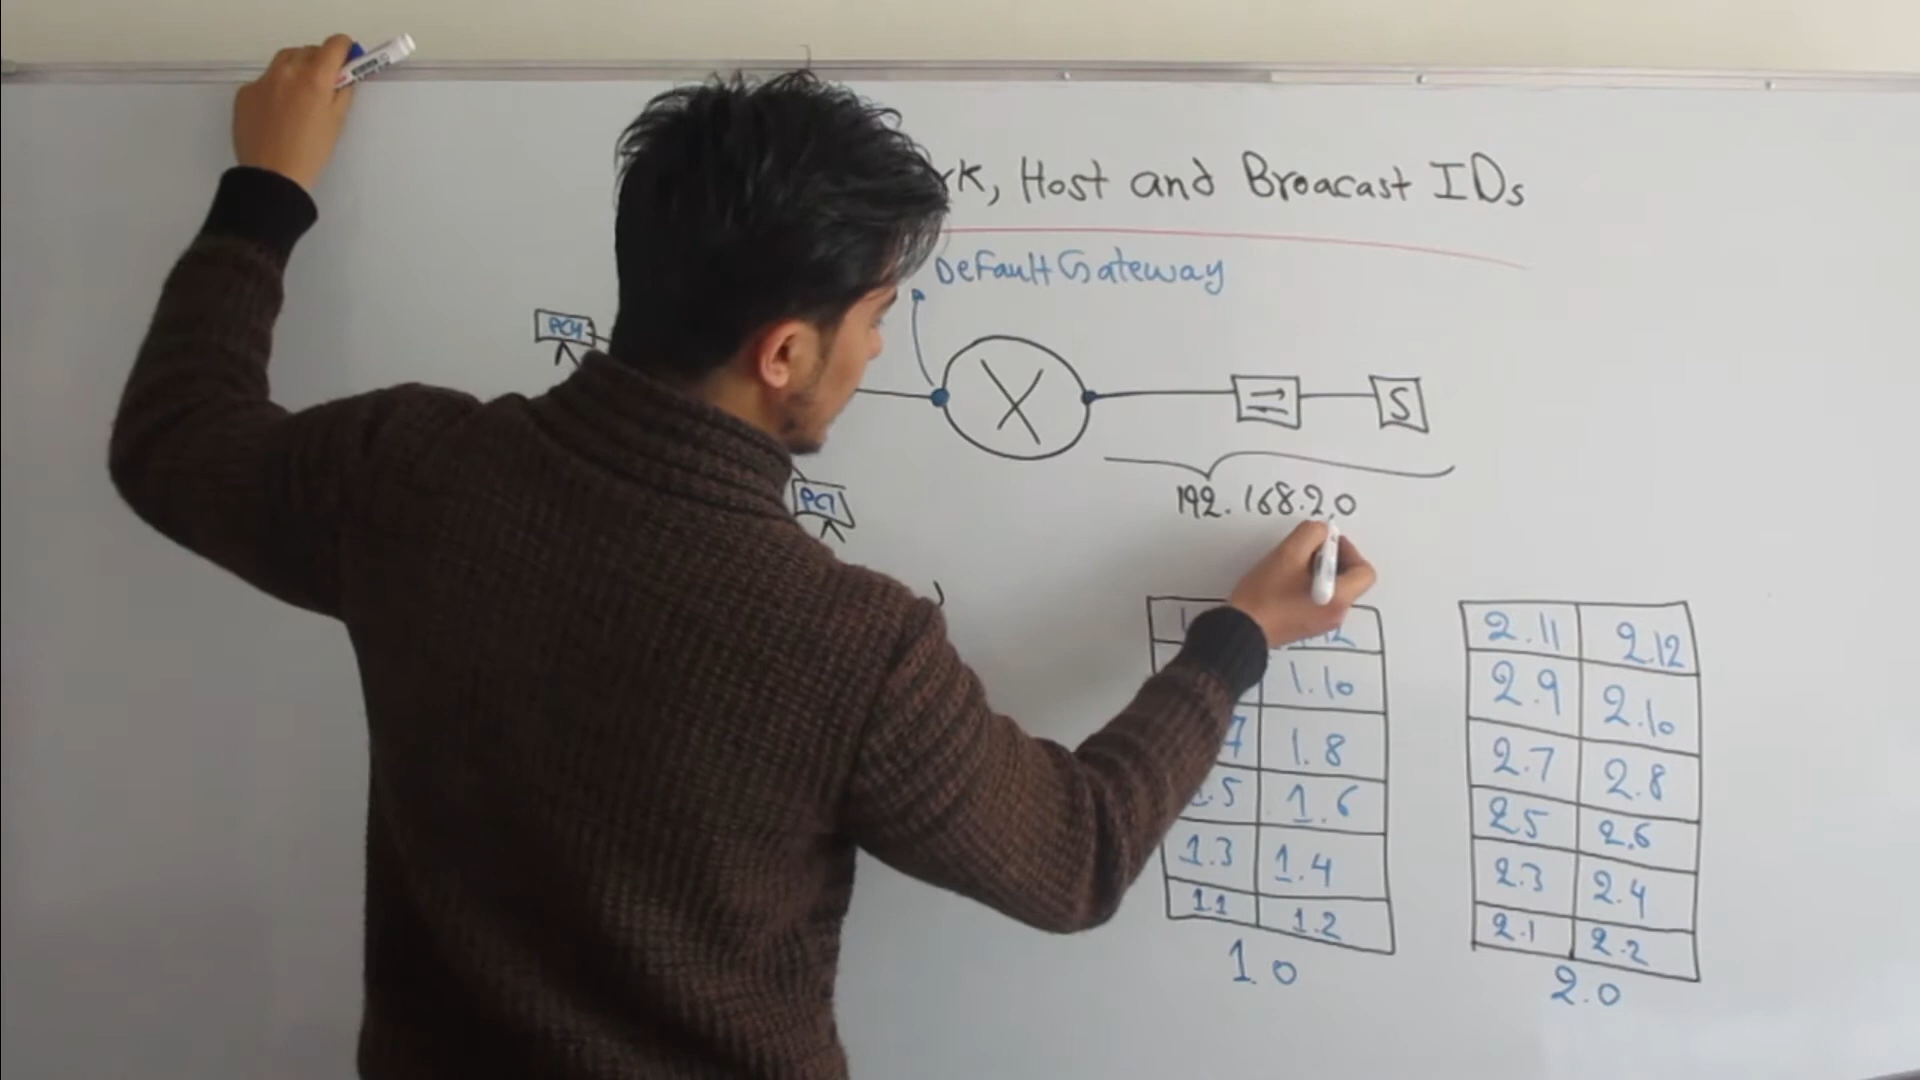 rk, Host and Broacast IDs
Default Gateway
PC4
X
S
PC1
192.168.2.0
1.10
7 1.8
.5 1.6
1.3 1.4
1.1 1.2
1.0
2.11 2.12
2.9 2.10
2.7 2.8
2.5 2.6
2.3 2.4
2.1 2.2
2.0